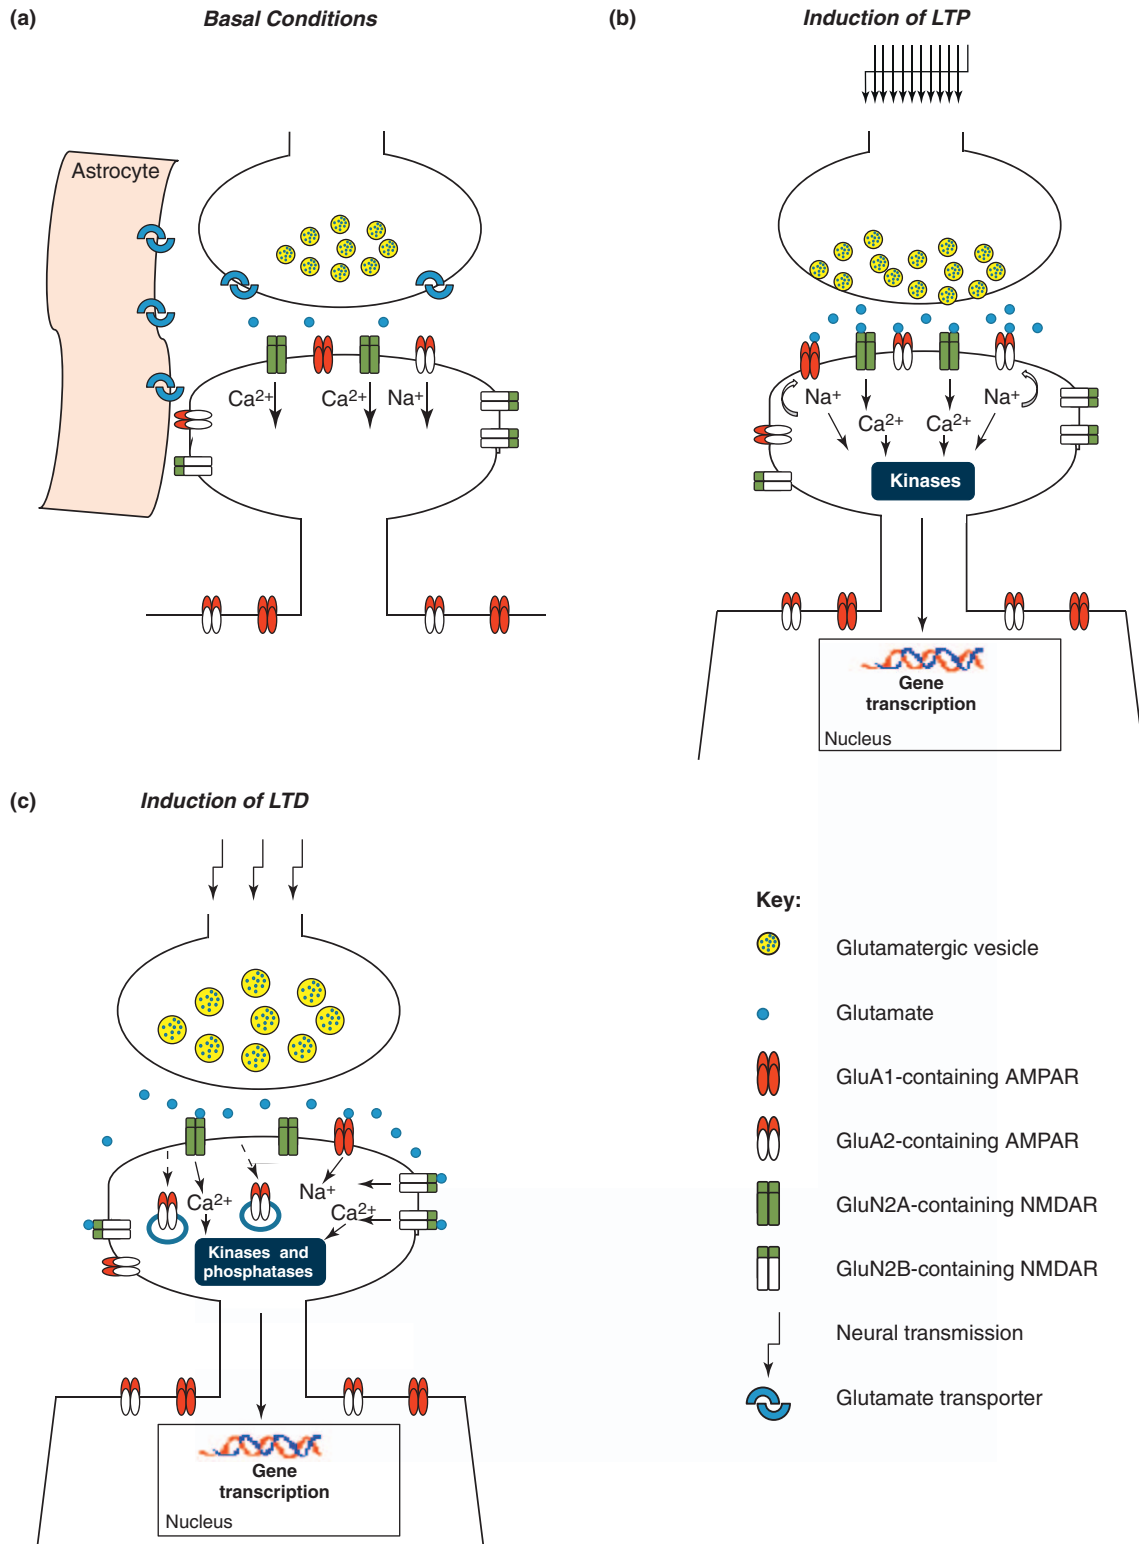 (a)
Basal Conditions
Astrocyte
Ca2+
Ca2+
Na+
(b)
Induction of LTP
Na+
Na+
Ca2+
Ca2+
Kinases
Gene
transcription
Nucleus
(c)
Induction of LTD
Ca2+
Na+
Ca2+
Kinases and
phosphatases
Gene
transcription
Nucleus
Key:
Glutamatergic vesicle
Glutamate
GluA1-containing AMPAR
GluA2-containing AMPAR
GluN2A-containing NMDAR
GluN2B-containing NMDAR
Neural transmission
Glutamate transporter